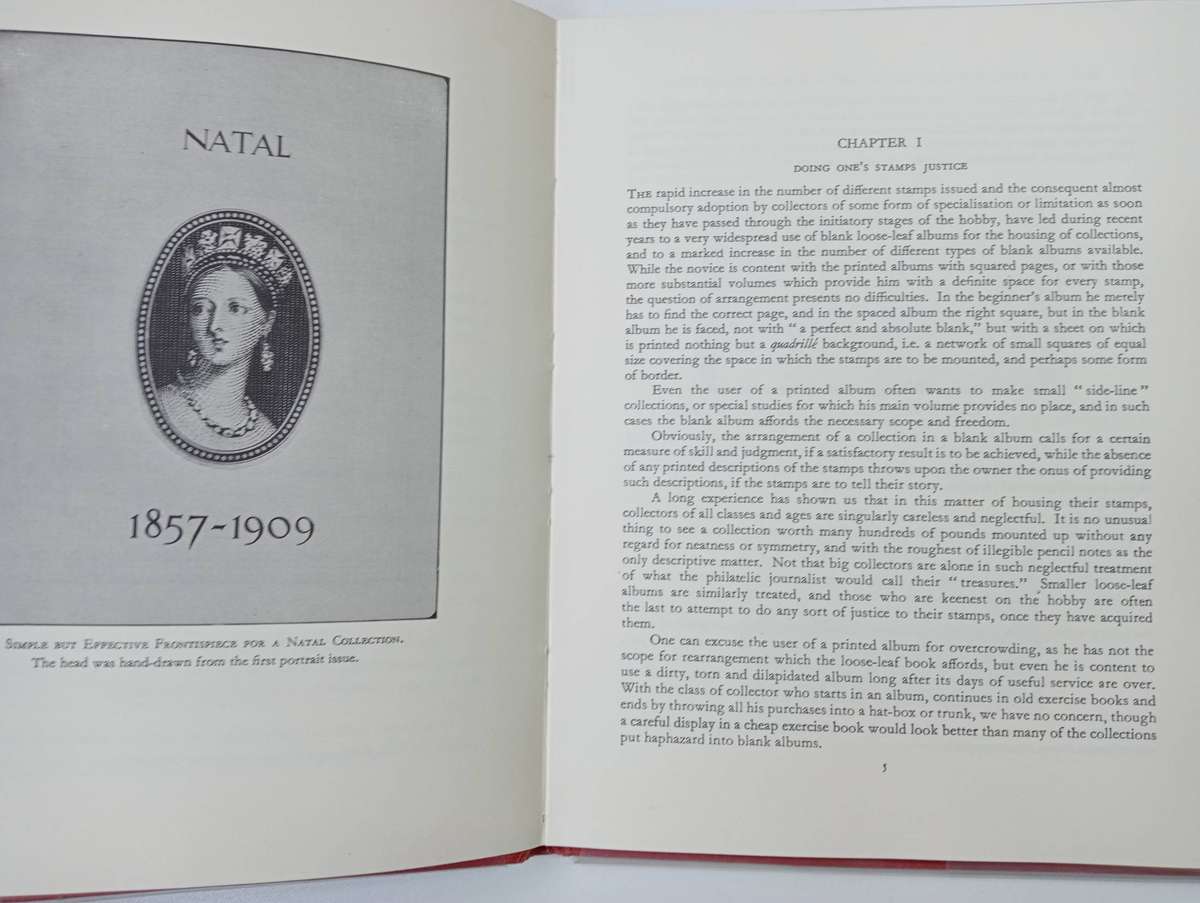 NATAL
1857-1909
Simple but Effective Frontispiece for a Natal Collection.
The head was hand-drawn from the first portrait issue.
CHAPTER I
DOING ONE'S STAMPS JUSTICE
The rapid increase in the number of different stamps issued and the consequent almost
compulsory adoption by collectors of some form of specialisation or limitation as soon
as they have passed through the initiatory stages of the hobby, have led during recent
years to a very widespread use of blank loose-leaf albums for the housing of collections,
and to a marked increase in the number of different types of blank albums available.
While the novice is content with the printed albums with squared pages, or with those
more substantial volumes which provide him with a definite space for every stamp,
the question of arrangement presents no difficulties. In the beginner's album he merely
has to find the correct page, and in the spaced album the right square, but in the blank
album he is faced, not with "a perfect and absolute blank," but with a sheet on which
is printed nothing but a quadrillé background, i.e. a network of small squares of equal
size covering the space in which the stamps are to be mounted, and perhaps some form
of border.
Even the user of a printed album often wants to make small "side-line"
collections, or special studies for which his main volume provides no place, and in such
cases the blank album affords the necessary scope and freedom.
Obviously, the arrangement of a collection in a blank album calls for a certain
measure of skill and judgment, if a satisfactory result is to be achieved, while the absence
of any printed descriptions of the stamps throws upon the owner the onus of providing
such descriptions, if the stamps are to tell their story.
A long experience has shown us that in this matter of housing their stamps,
collectors of all classes and ages are singularly careless and neglectful. It is no unusual
thing to see a collection worth many hundreds of pounds mounted up without any
regard for neatness or symmetry, and with the roughest of illegible pencil notes as the
only descriptive matter. Not that big collectors are alone in such neglectful treatment
of what the philatelic journalist would call their "treasures." Smaller loose-leaf
albums are similarly treated, and those who are keenest on the hobby are often
the last to attempt to do any sort of justice to their stamps, once they have acquired
them.
One can excuse the user of a printed album for overcrowding, as he has not the
scope for rearrangement which the loose-leaf book affords, but even he is content to
use a dirty, torn and dilapidated album long after its days of useful service are over.
With the class of collector who starts in an album, continues in old exercise books and
ends by throwing all his purchases into a hat-box or trunk, we have no concern, though
a careful display in a cheap exercise book would look better than many of the collections
put haphazard into blank albums.
5